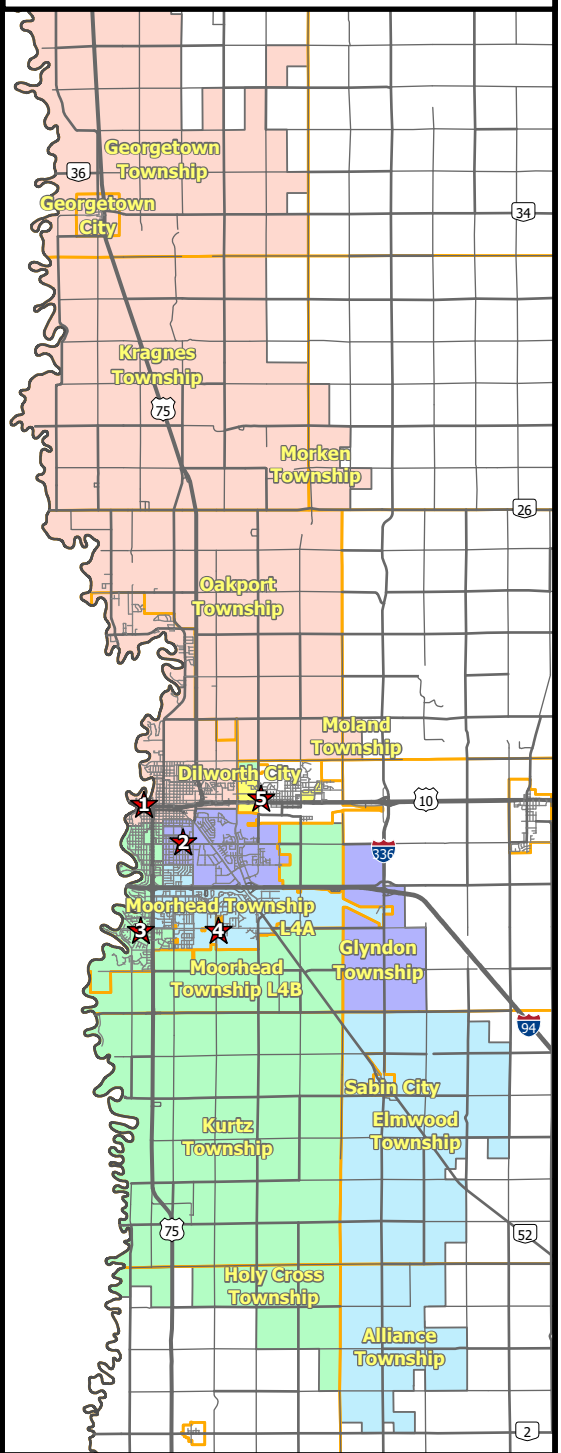 Georgetown
Township
36
Georgetown
City
34
Kragnes
Township
75
Morken
Township
26
Oakport
Township
Moland
Township
Dilworth City
1
5
10
2
336
Moorhead Township
L4A
3
4
Glyndon
Township
Moorhead
Township L4B
94
Sabin City
Elmwood
Township
Kurtz
Township
75
52
Holy Cross
Township
Alliance
Township
2